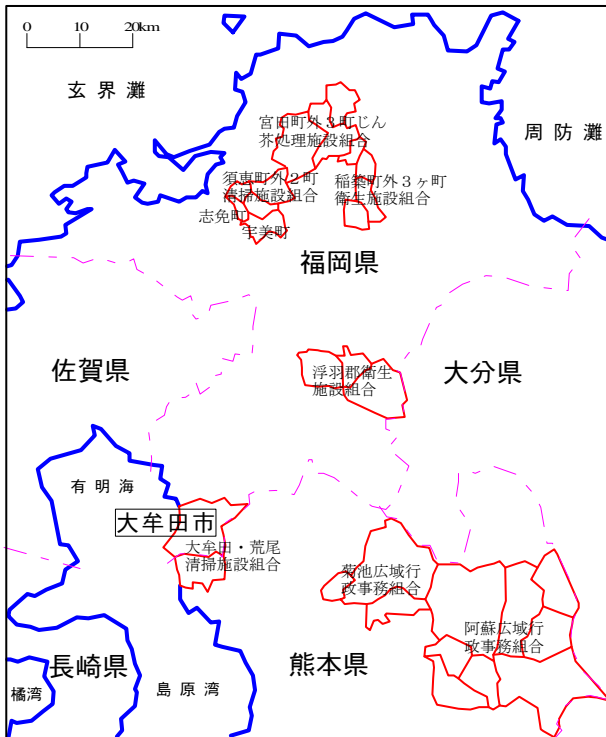 0 10 20km
玄界灘
周防灘
宮田町外３町じん
芥処理施設組合
須恵町外２町
清掃施設組合
稲築町外３ヶ町
衛生施設組合
志免町
宇美町
福岡県
佐賀県
大分県
浮羽郡衛生
施設組合
有明海
大牟田市
大牟田・荒尾
清掃施設組合
菊池広域行
政事務組合
阿蘇広域行
政事務組合
長崎県
熊本県
橘湾
島原湾